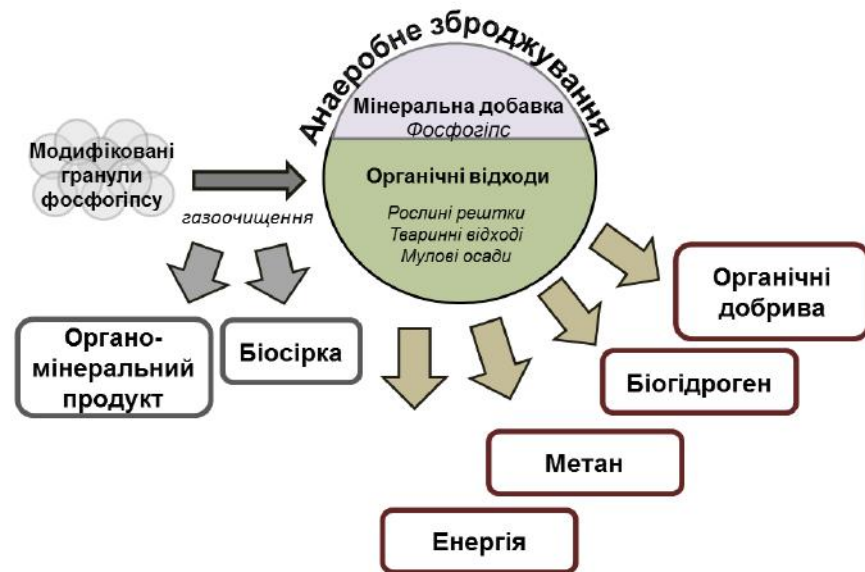 Анаеробне зброджування
Мінеральна добавка
Фосфогіпс
Модифіковані
гранули
фосфогіпсу
газоочищення
Органічні відходи
Рослині рештки
Тваринні відході
Мулові осади
Органо-
мінеральний
продукт
Біосірка
Органічні
добрива
Біогідроген
Метан
Енергія